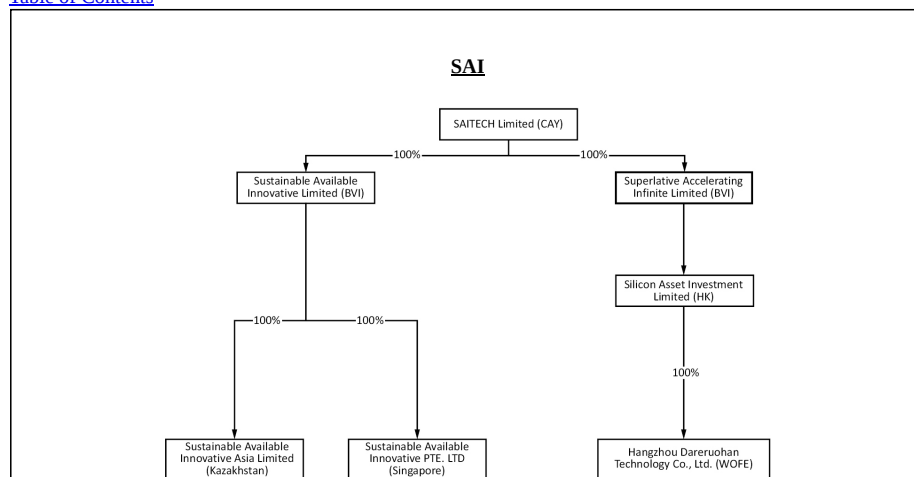 Table of Contents
SAI
SAITECH Limited (CAY)
100%
100%
Sustainable Available
Innovative Limited (BVI)
Superlative Accelerating
Infinite Limited (BVI)
Silicon Asset Investment
Limited (HK)
100%
100%
100%
Sustainable Available
Innovative Asia Limited
(Kazakhstan)
Sustainable Available
Innovative PTE. LTD
(Singapore)
Hangzhou Dareruohan
Technology Co., Ltd. (WOFE)